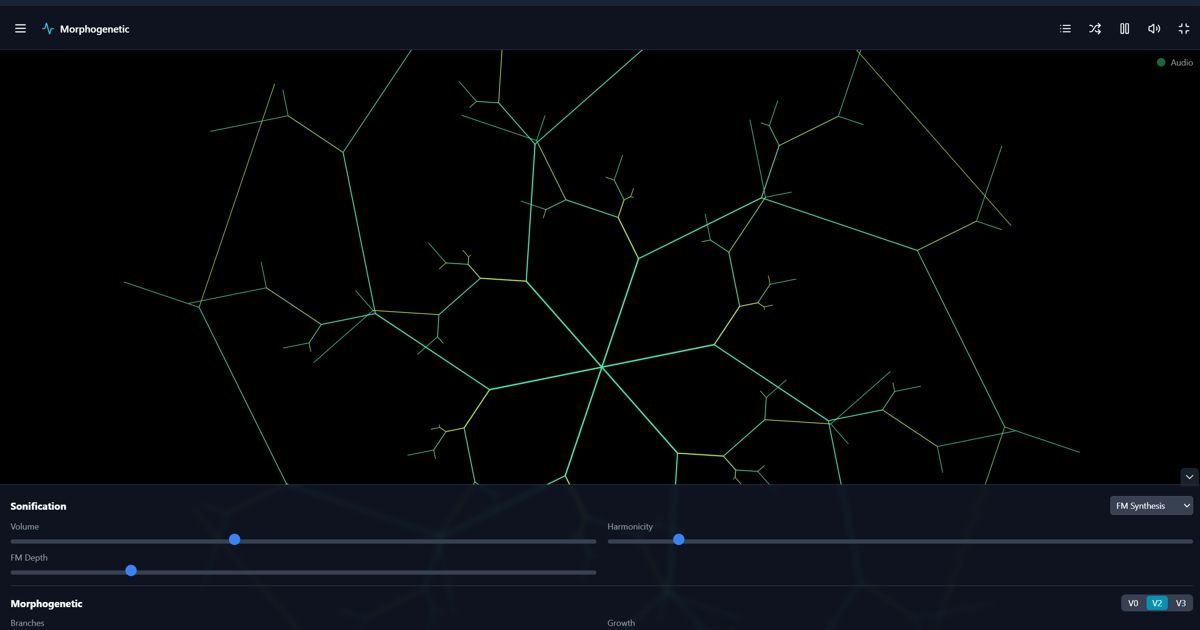 Morphogenetic
Audio
Sonification
FM Synthesis
Volume
Harmonicity
FM Depth
Morphogenetic
V0 V2 V3
Branches
Growth